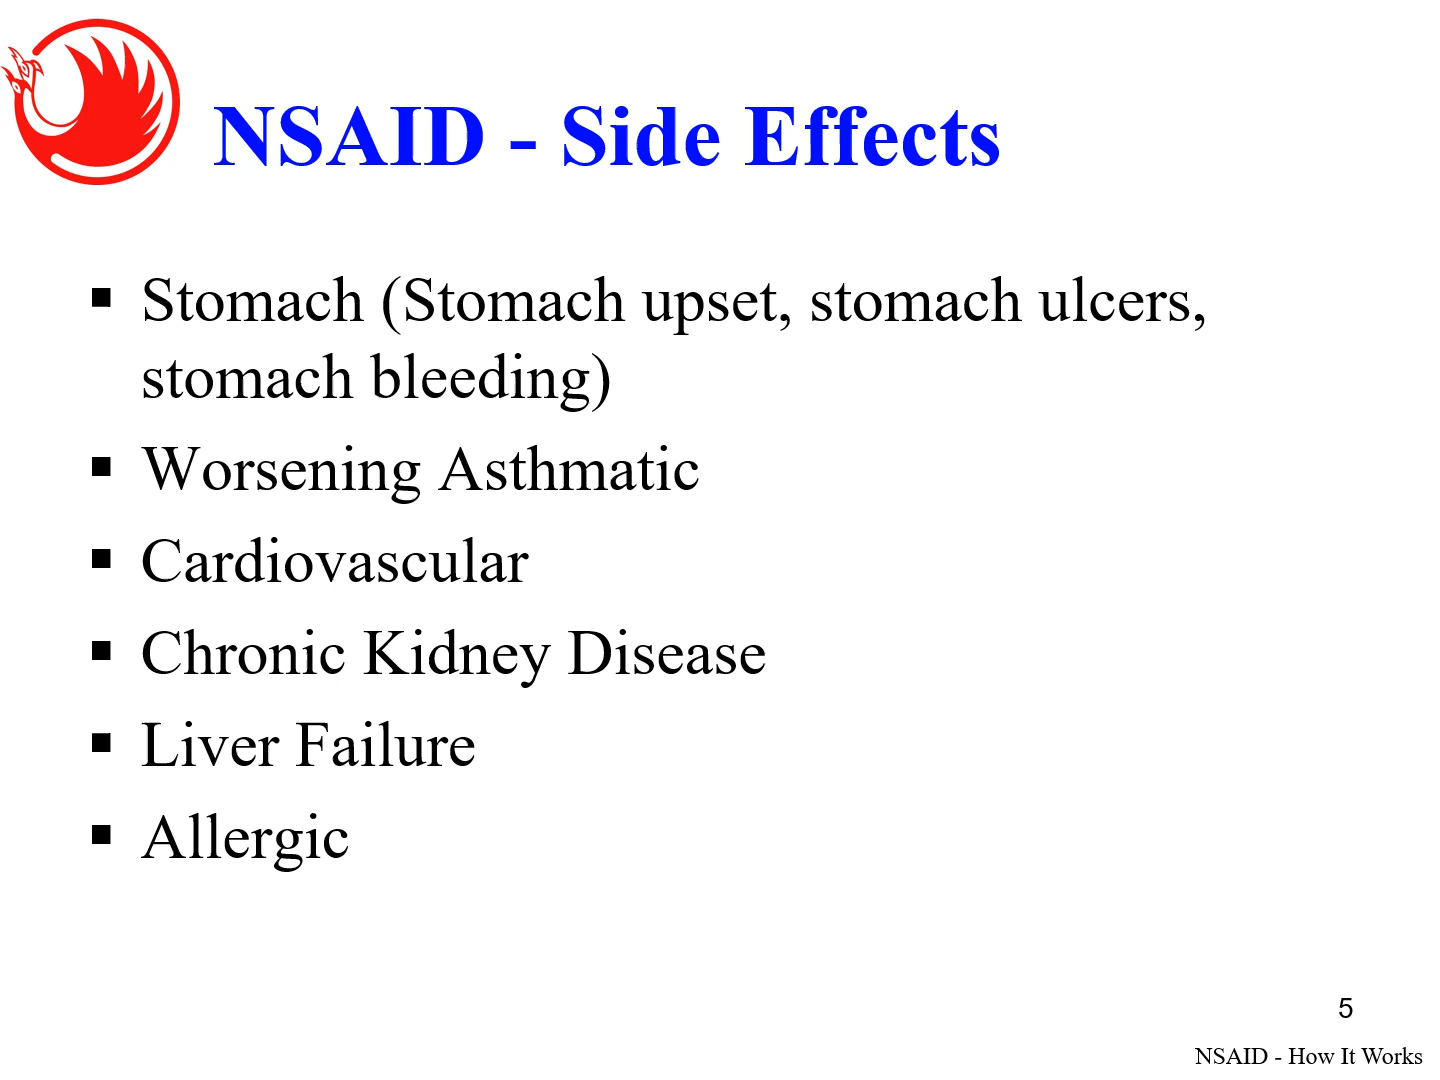 NSAID - Side Effects
▪ Stomach (Stomach upset, stomach ulcers,
stomach bleeding)
▪ Worsening Asthmatic
▪ Cardiovascular
▪ Chronic Kidney Disease
▪ Liver Failure
▪ Allergic
5
NSAID - How It Works